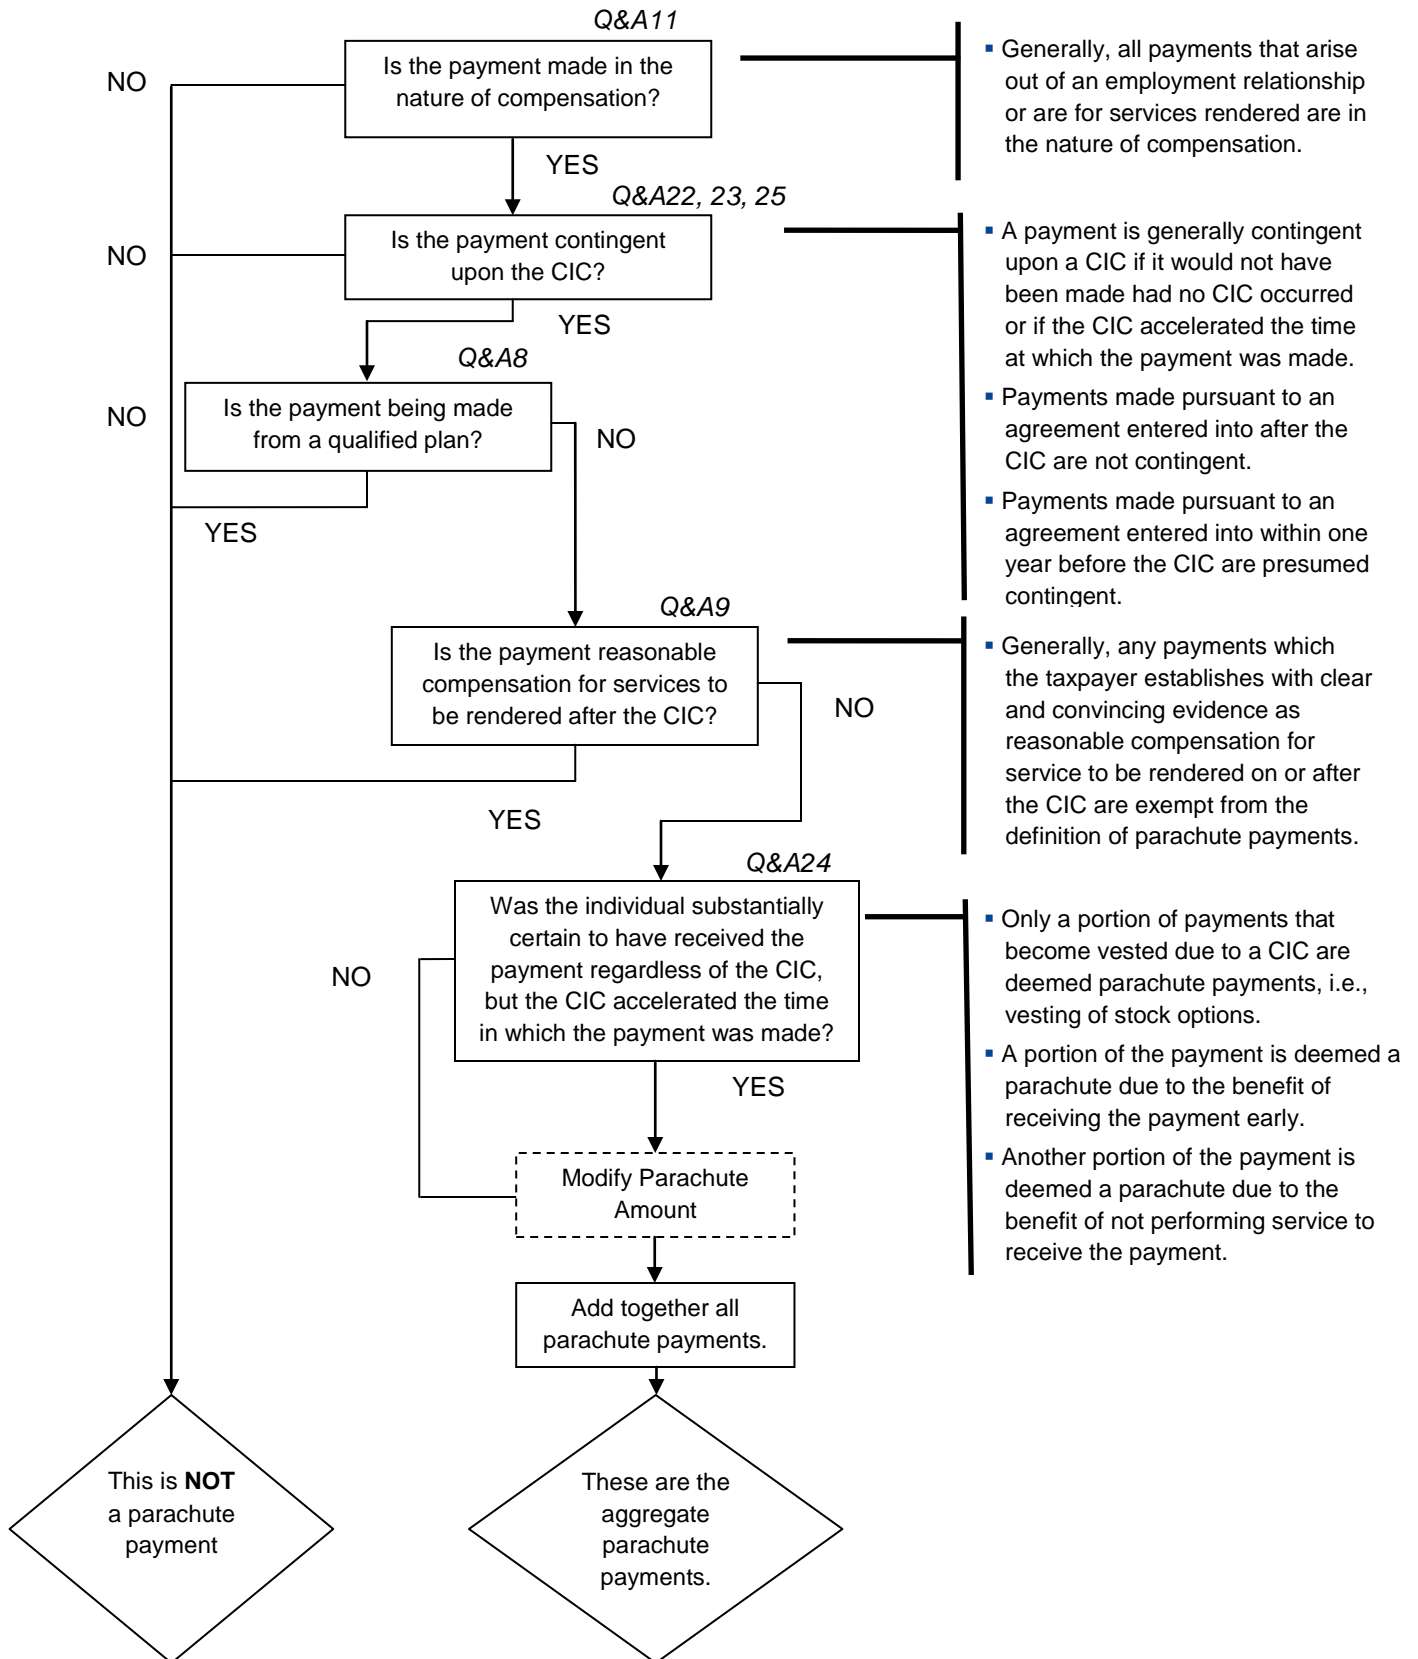 Q&A11
Is the payment made in the
nature of compensation?
NO
YES
▪ Generally, all payments that arise
out of an employment relationship
or are for services rendered are in
the nature of compensation.
Q&A22, 23, 25
Is the payment contingent
upon the CIC?
NO
YES
▪ A payment is generally contingent
upon a CIC if it would not have
been made had no CIC occurred
or if the CIC accelerated the time
at which the payment was made.
▪ Payments made pursuant to an
agreement entered into after the
CIC are not contingent.
▪ Payments made pursuant to an
agreement entered into within one
year before the CIC are presumed
contingent.
Q&A8
Is the payment being made
from a qualified plan?
NO
NO
YES
Q&A9
Is the payment reasonable
compensation for services to
be rendered after the CIC?
NO
YES
▪ Generally, any payments which
the taxpayer establishes with clear
and convincing evidence as
reasonable compensation for
service to be rendered on or after
the CIC are exempt from the
definition of parachute payments.
Q&A24
Was the individual substantially
certain to have received the
payment regardless of the CIC,
but the CIC accelerated the time
in which the payment was made?
NO
YES
▪ Only a portion of payments that
become vested due to a CIC are
deemed parachute payments, i.e.,
vesting of stock options.
▪ A portion of the payment is deemed a
parachute due to the benefit of
receiving the payment early.
▪ Another portion of the payment is
deemed a parachute due to the
benefit of not performing service to
receive the payment.
Modify Parachute
Amount
Add together all
parachute payments.
This is NOT
a parachute
payment
These are the
aggregate
parachute
payments.